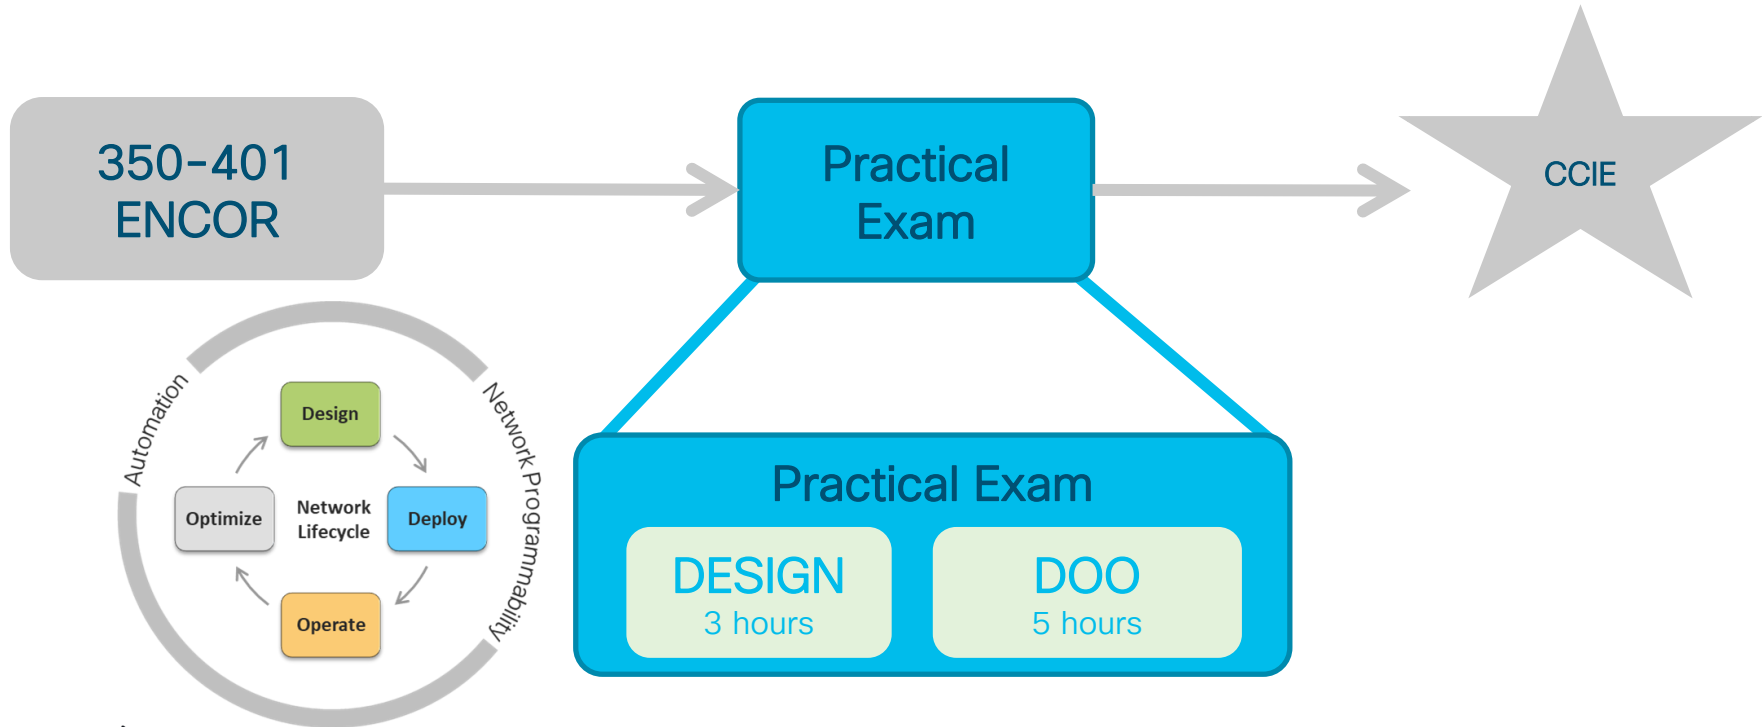 350-401
ENCOR
Practical
Exam
CCIE
Automation
Network Programmability
Design
Optimize
Network
Lifecycle
Deploy
Operate
Practical Exam
DESIGN
3 hours
DOO
5 hours